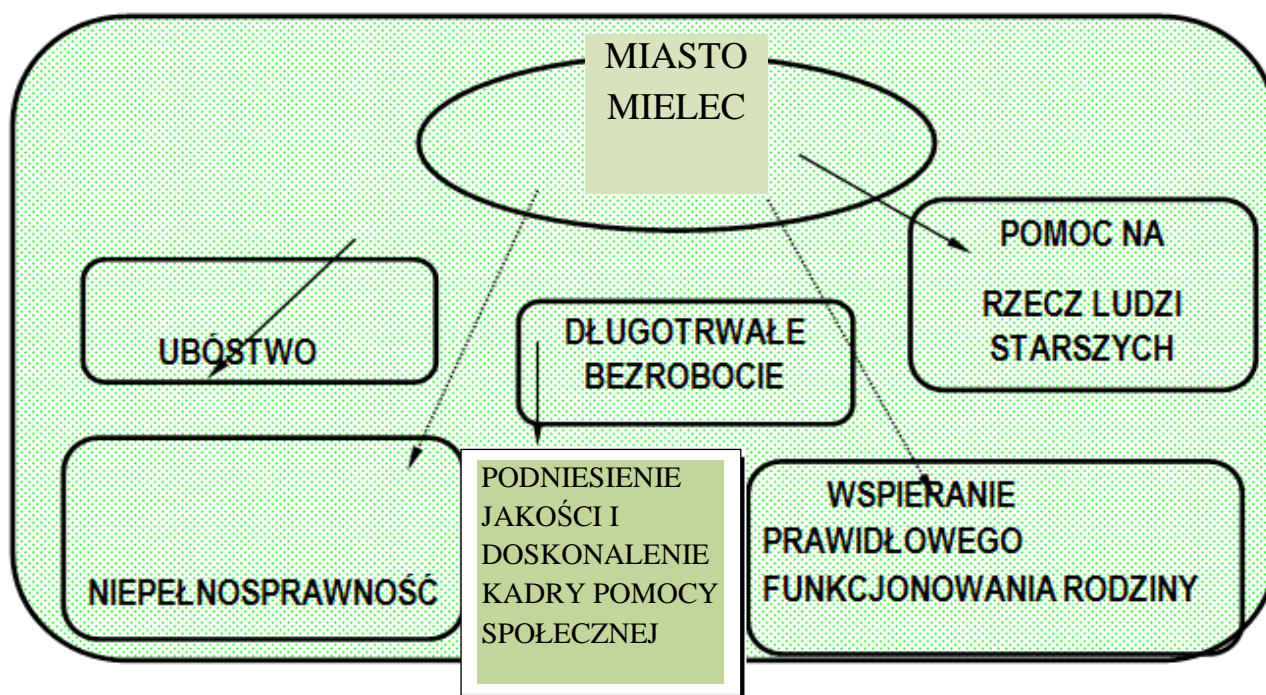 MIASTO
MIELEC
POMOC NA
RZECZ LUDZI
STARSZYCH
UBÓSTWO
DŁUGOTRWAŁE
BEZROBOCIE
NIEPEŁNOSPRAWNOŚĆ
PODNIESIENIE
JAKOŚCI I
DOSKONALENIE
KADRY POMOCY
SPOŁECZNEJ
WSPIERANIE
PRAWIDŁOWEGO
FUNKCJONOWANIA RODZINY